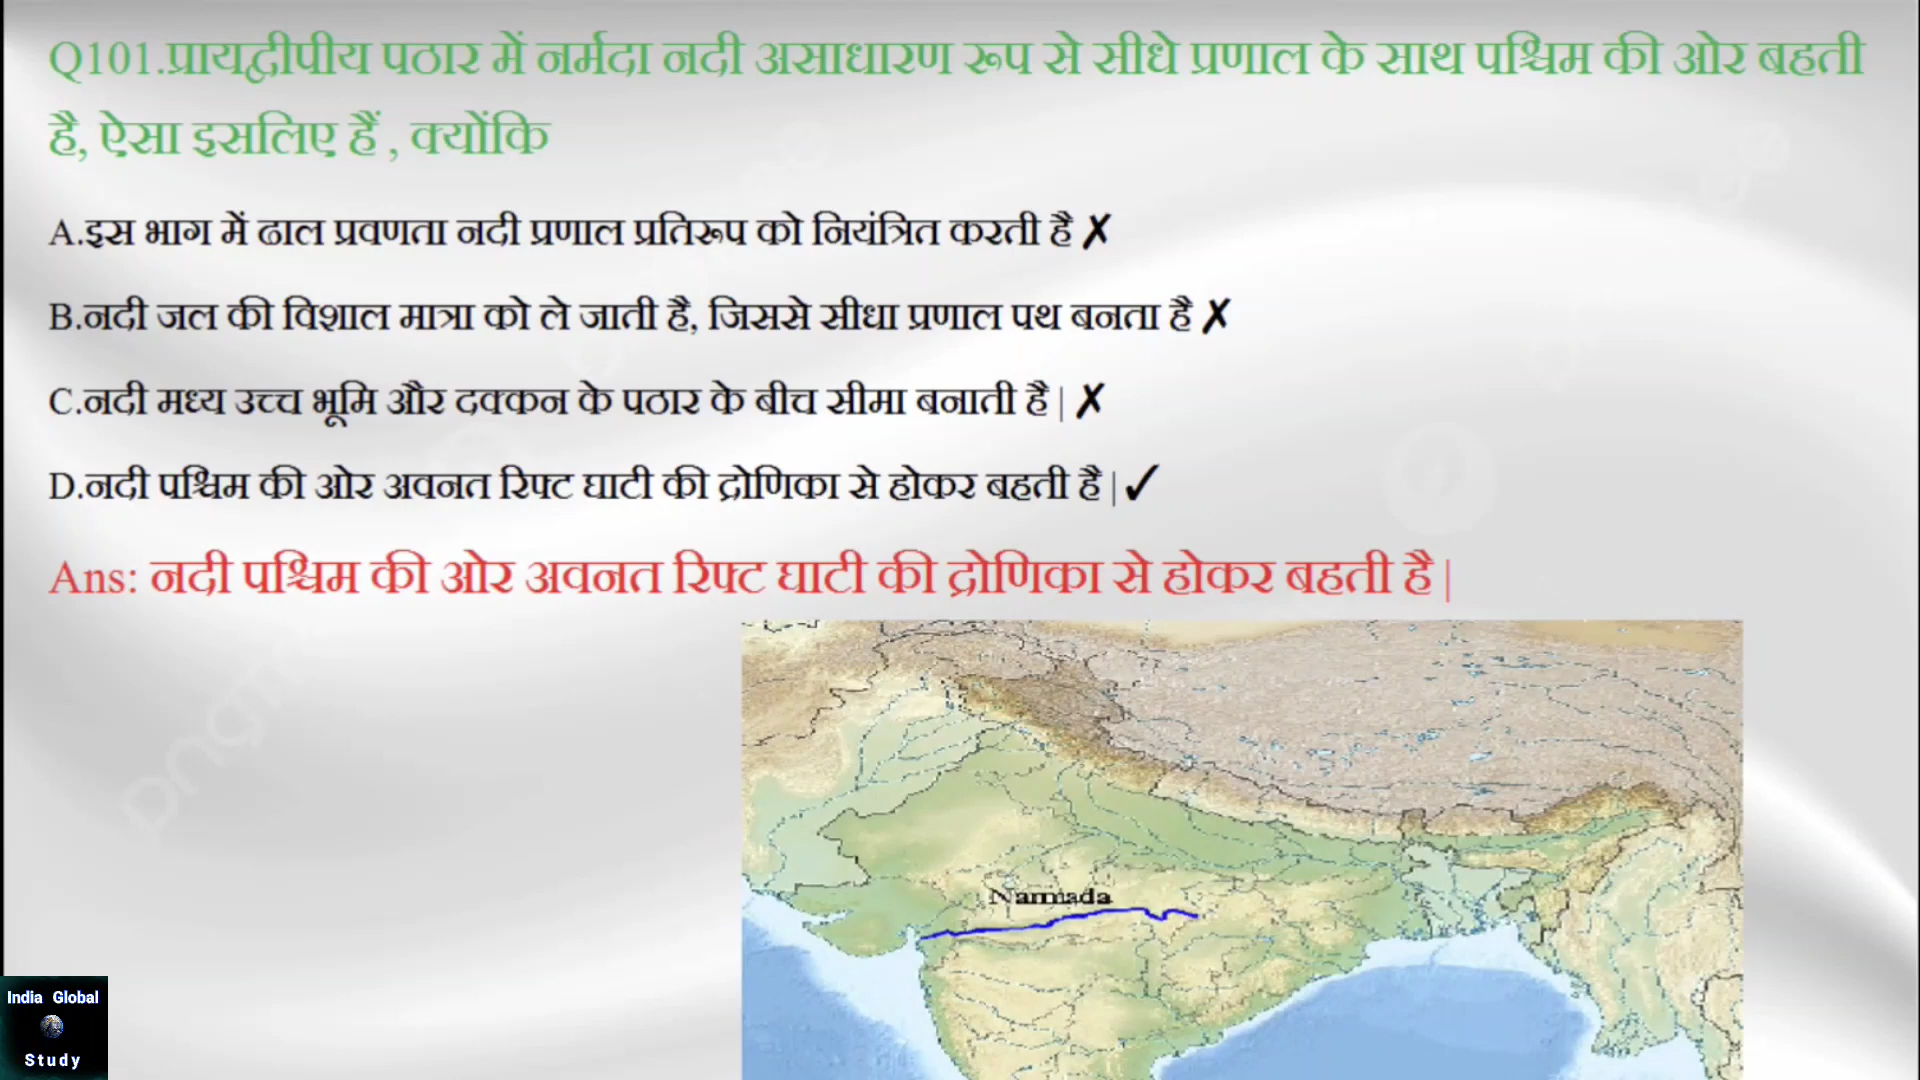 Q101.प्रायद्वीपीय पठार में नर्मदा नदी असाधारण रूप से सीधे प्रणाल के साथ पश्चिम की ओर बहती
है, ऐसा इसलिए हैं , क्योंकि
A.इस भाग में ढाल प्रवणता नदी प्रणाल प्रतिरूप को नियंत्रित करती है ✗
B.नदी जल की विशाल मात्रा को ले जाती है, जिससे सीधा प्रणाल पथ बनता है ✗
C.नदी मध्य उच्च भूमि और दक्कन के पठार के बीच सीमा बनाती है | ✗
D.नदी पश्चिम की ओर अवनत रिफ्ट घाटी की द्रोणिका से होकर बहती है |✓
Ans: नदी पश्चिम की ओर अवनत रिफ्ट घाटी की द्रोणिका से होकर बहती है |
Narmada
India Global
Study